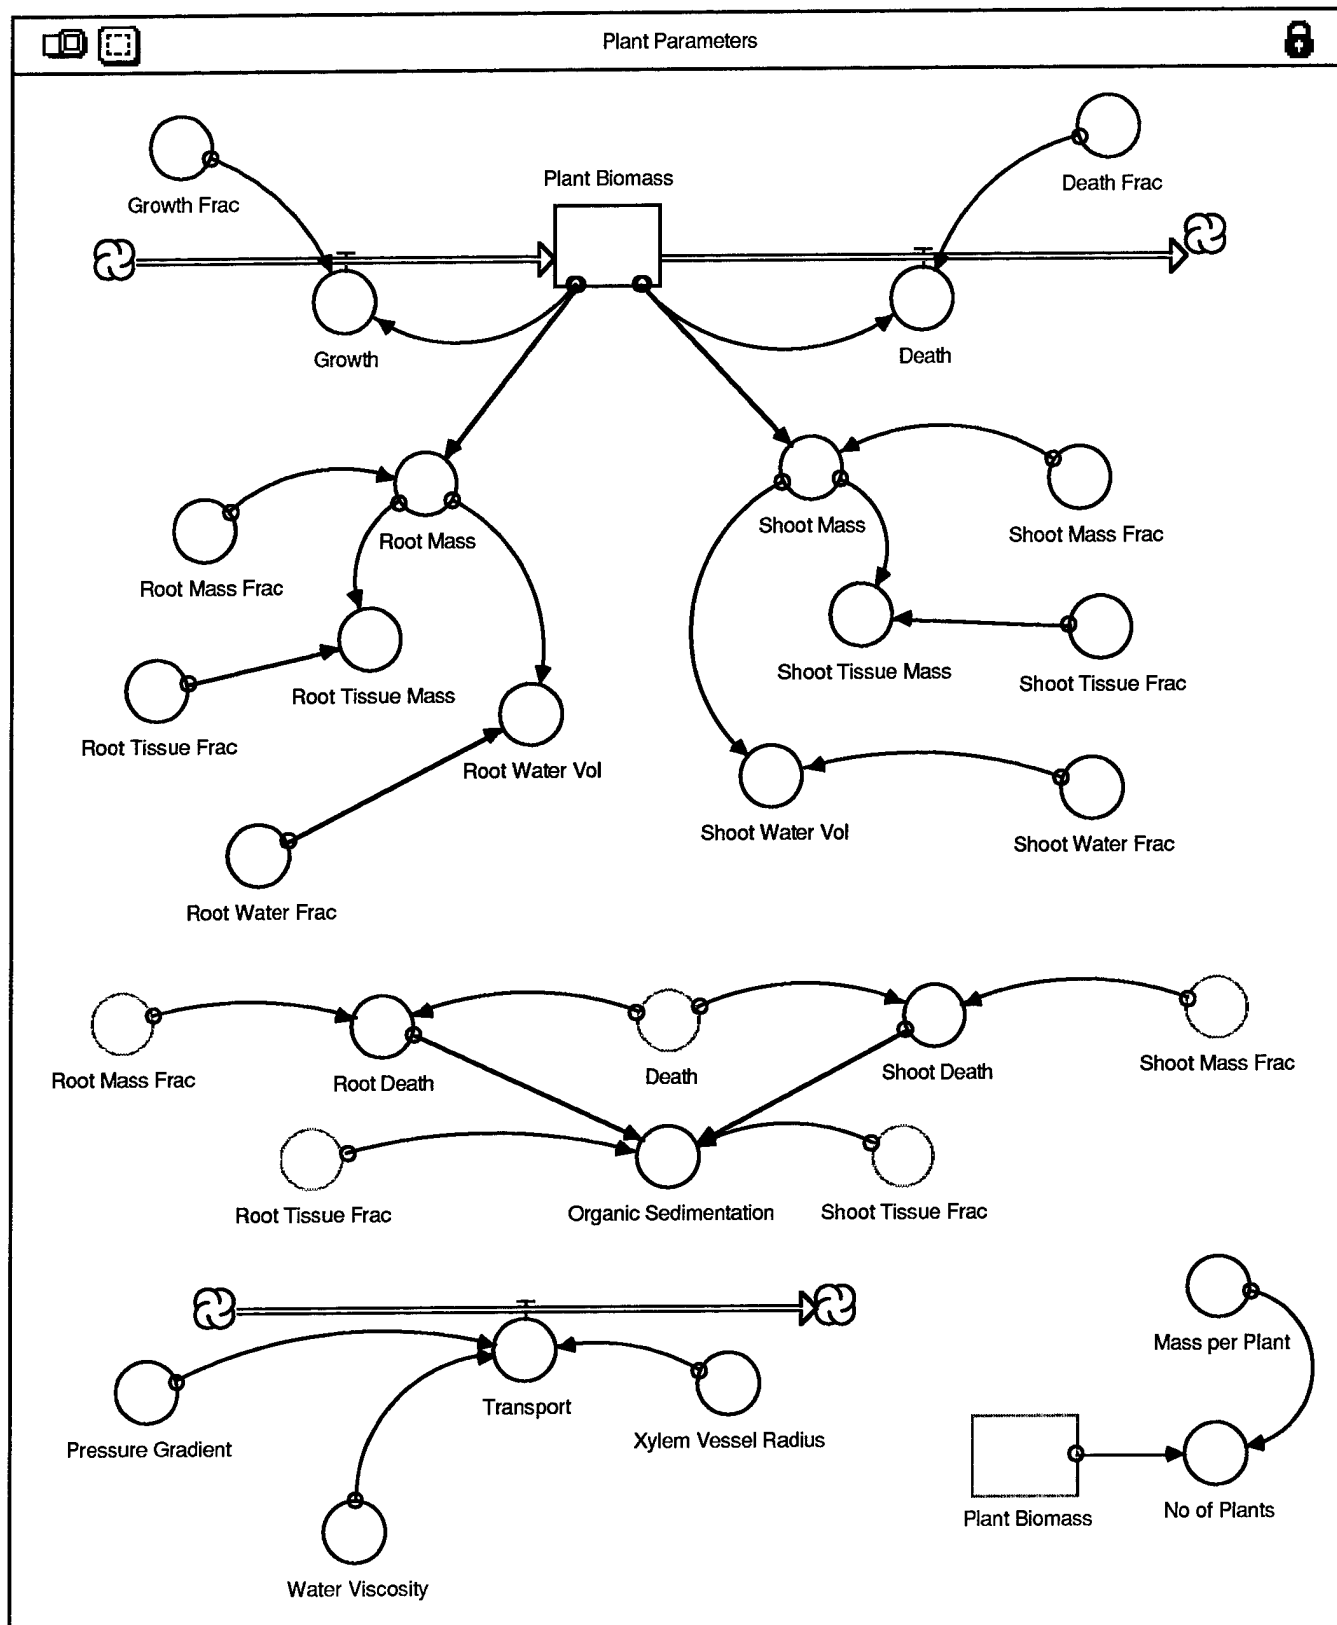 Plant Parameters
Growth Frac
Plant Biomass
Death Frac
Growth
Death
Root Mass
Shoot Mass
Shoot Mass Frac
Root Mass Frac
Root Tissue Mass
Shoot Tissue Mass
Shoot Tissue Frac
Root Tissue Frac
Root Water Vol
Shoot Water Vol
Shoot Water Frac
Root Water Frac
Root Mass Frac
Root Death
Death
Shoot Death
Shoot Mass Frac
Root Tissue Frac
Organic Sedimentation
Shoot Tissue Frac
Mass per Plant
Transport
Pressure Gradient
Xylem Vessel Radius
Plant Biomass
No of Plants
Water Viscosity